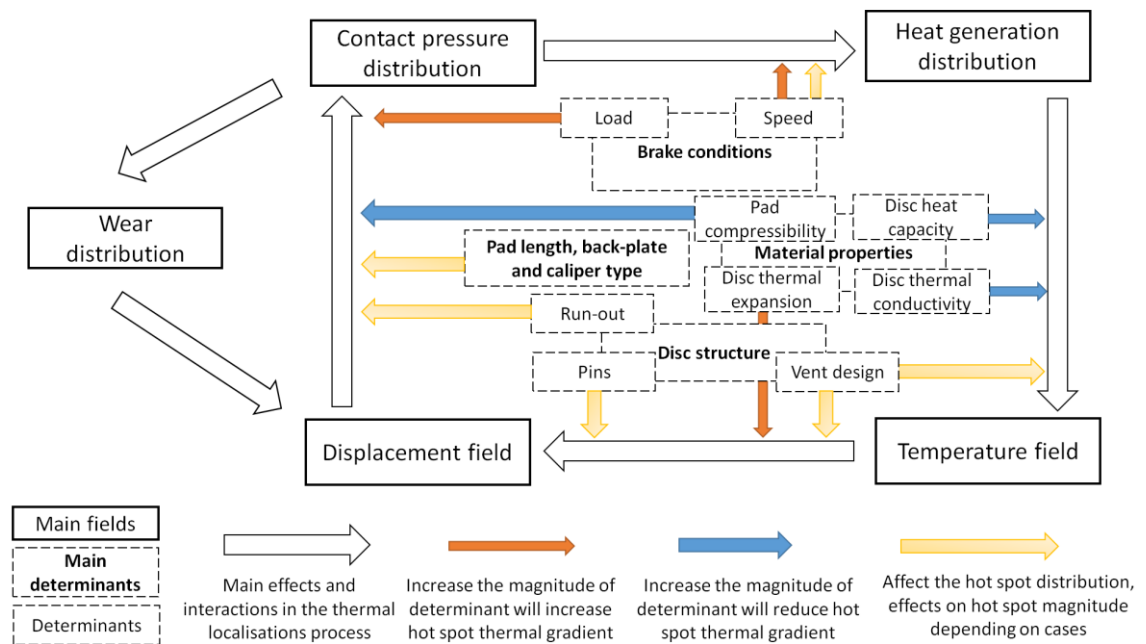 Contact pressure
distribution
Heat generation
distribution
Load
Speed
Brake conditions
Wear
distribution
Pad
compressibility
Disc heat
capacity
Pad length, back-plate
and caliper type
Material properties
Disc thermal
expansion
Disc thermal
conductivity
Run-out
Disc structure
Pins
Vent design
Displacement field
Temperature field
Main fields
Main
determinants
Determinants
Main effects and
interactions in the thermal
localisations process
Increase the magnitude of
determinant will increase
hot spot thermal gradient
Increase the magnitude of
determinant will reduce hot
spot thermal gradient
Affect the hot spot distribution,
effects on hot spot magnitude
depending on cases